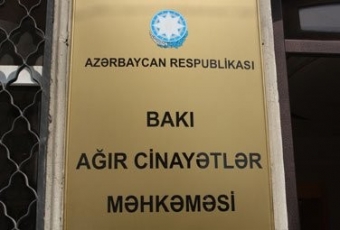 AZƏRBAYCAN RESPUBLİKASI
BAKI
AĞIR CİNAYƏTLƏR
MƏHKƏMƏSİ